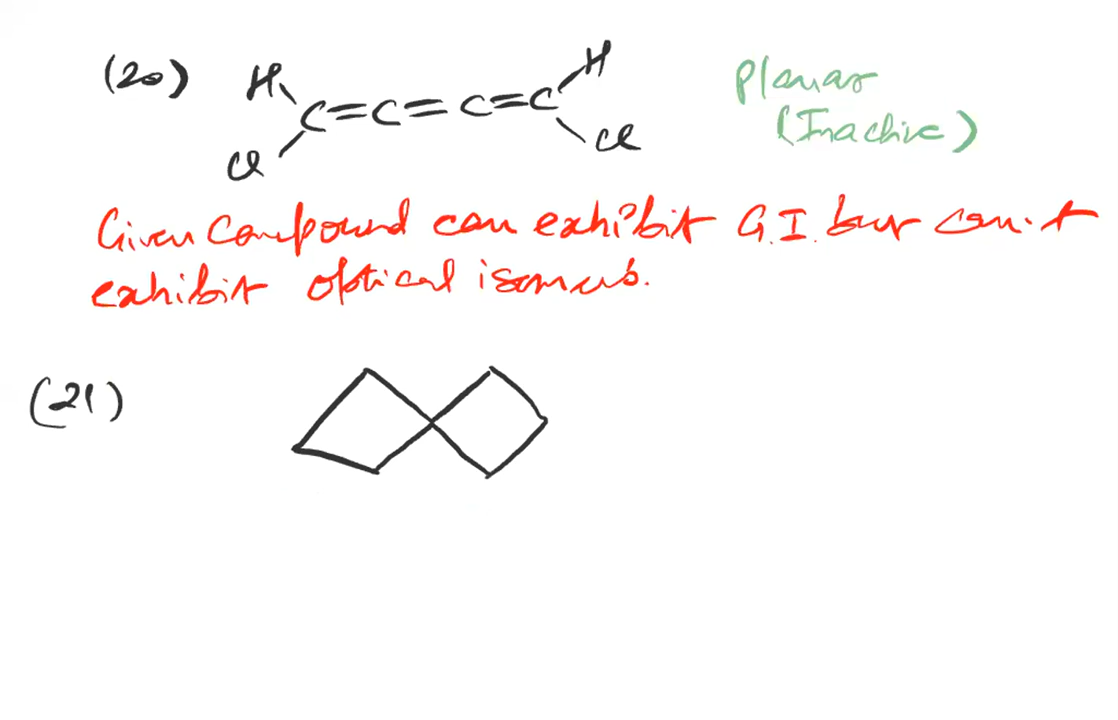 (20) H H Planar
C=C=C=C (Inactive)
Cl Cl
Given Compound can exhibit G.I. but can't
exhibit optical isomers.
(21)